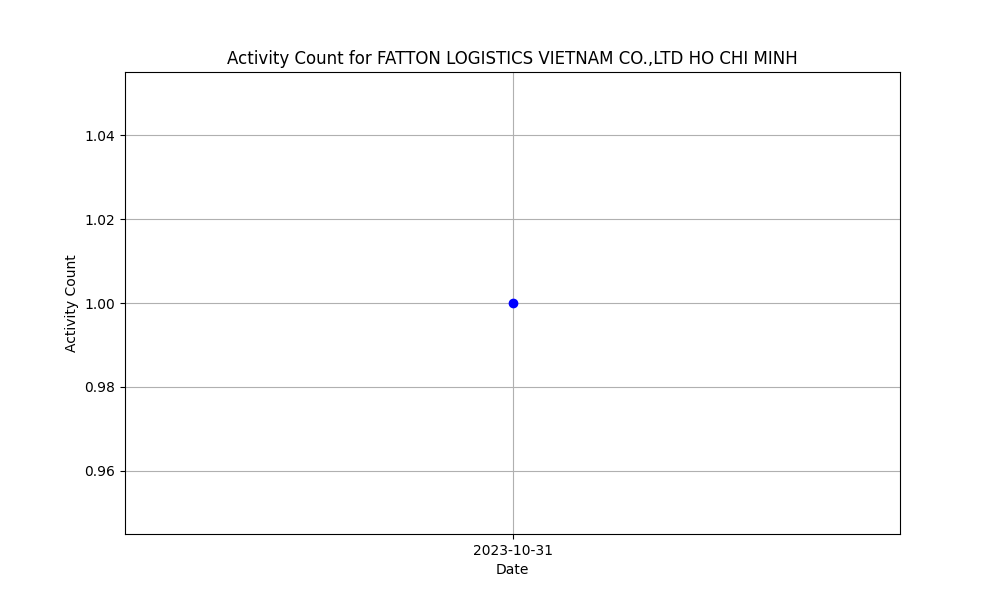 Activity Count for FATTON LOGISTICS VIETNAM CO.,LTD HO CHI MINH
1.04
1.02
1.00
0.98
0.96
Activity Count
2023-10-31
Date